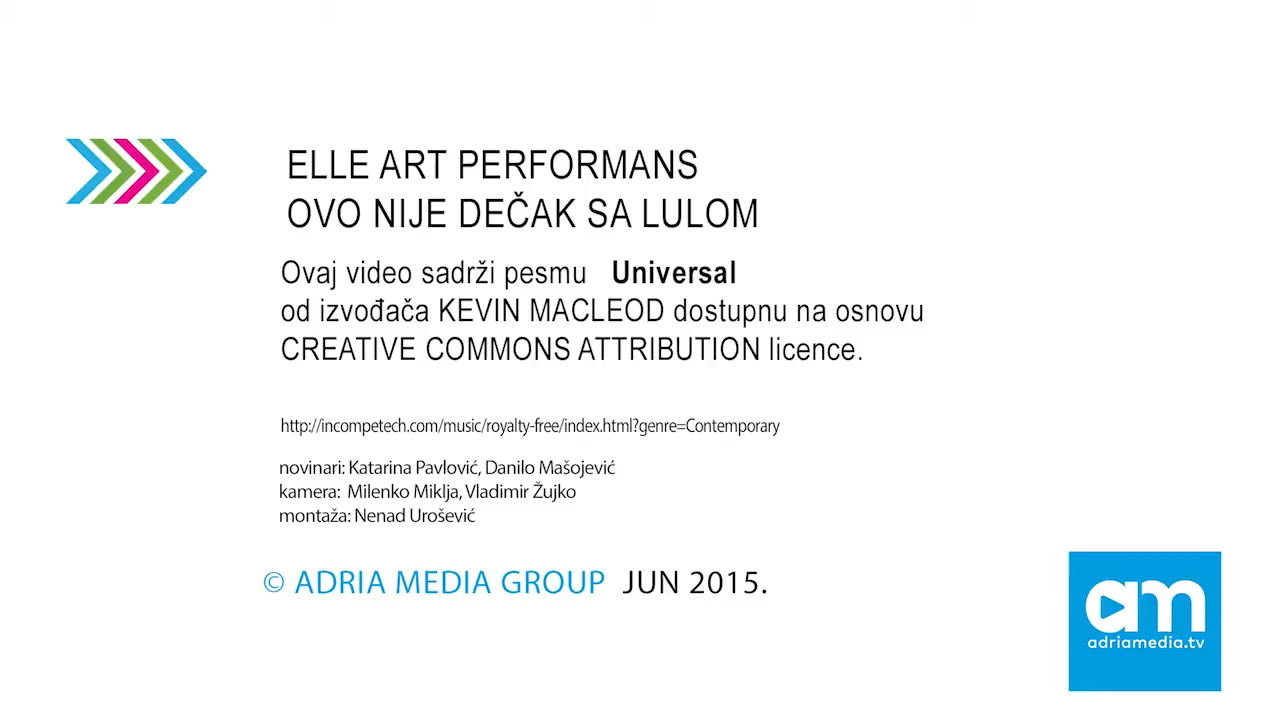 ELLE ART PERFORMANS
OVO NIJE DEČAK SA LULOM
Ovaj video sadrži pesmu Universal
od izvođača KEVIN MACLEOD dostupnu na osnovu
CREATIVE COMMONS ATTRIBUTION licence.
http://incompetech.com/music/royalty-free/index.html?genre=Contemporary
novinari: Katarina Pavlović, Danilo Mašojević
kamera: Milenko Miklja, Vladimir Žujko
montaža: Nenad Urošević
© ADRIA MEDIA GROUP JUN 2015.
am
adriamedia.tv